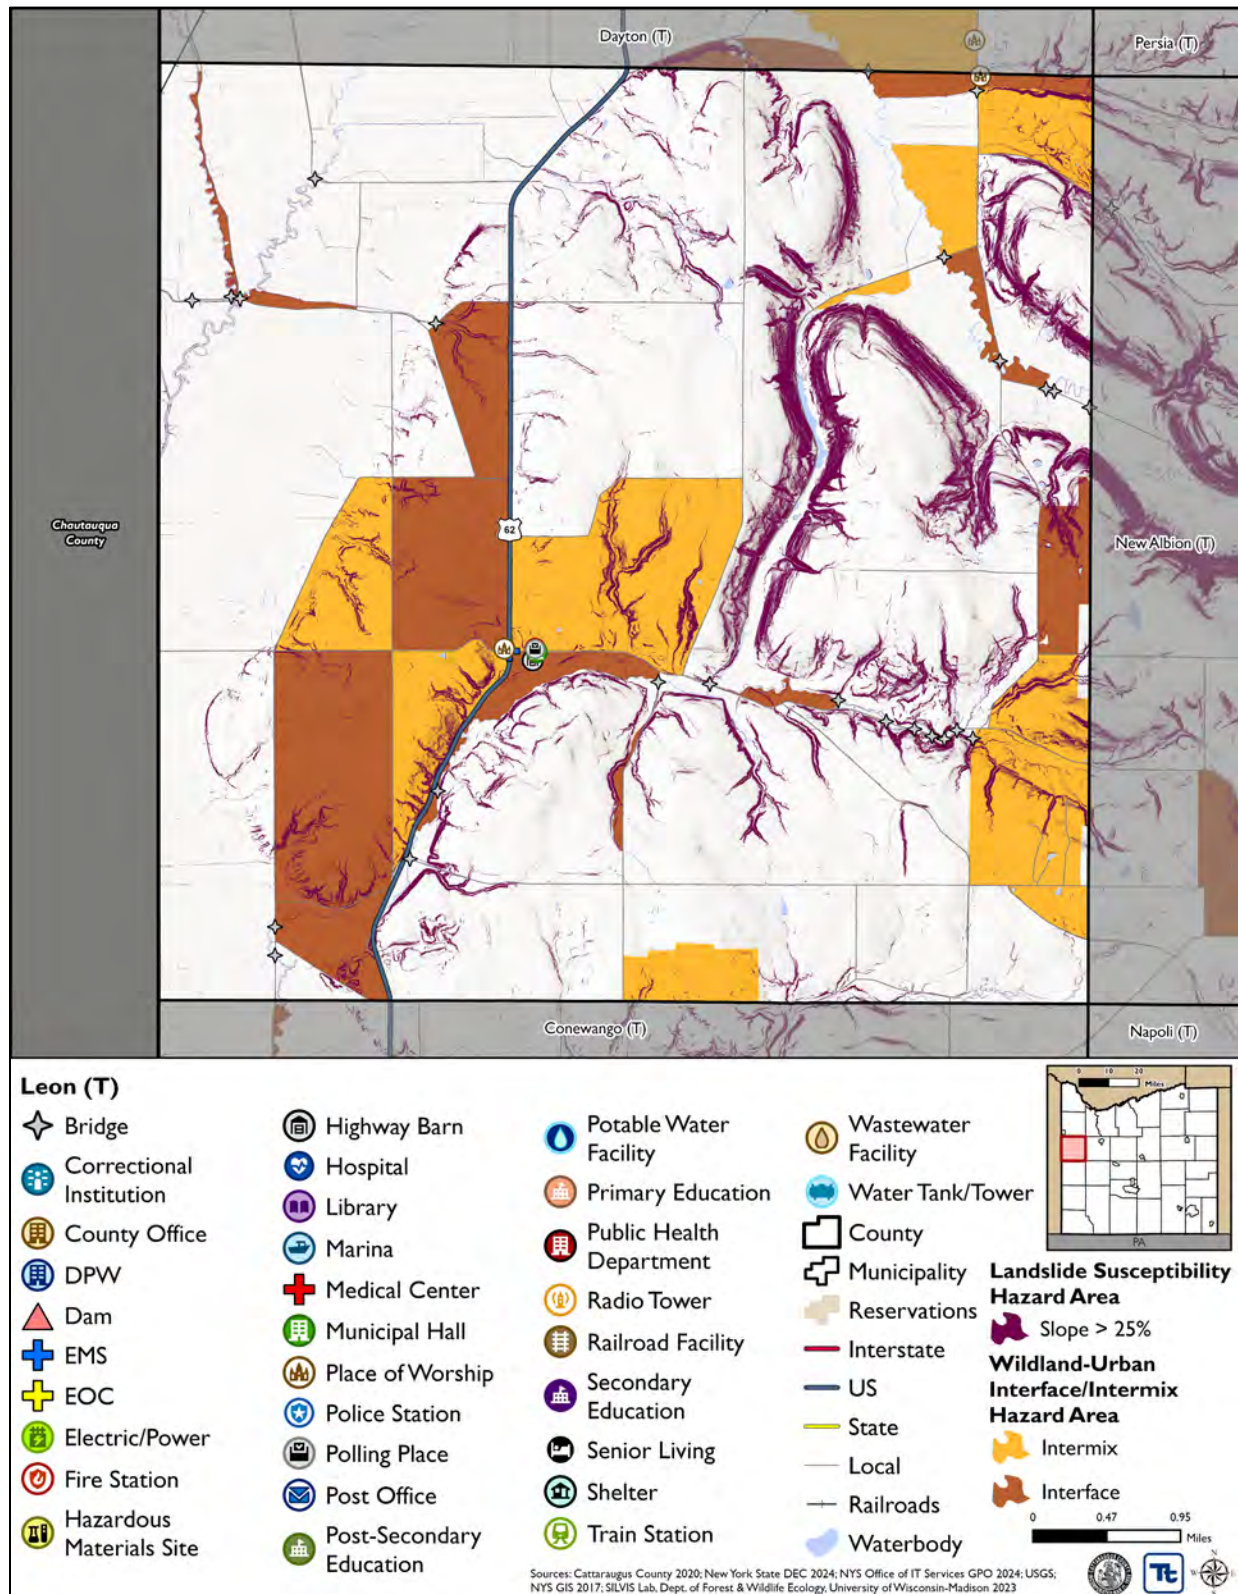 Dayton (T)
Persia (T)
Chautauqua
County
62
New Albion (T)
Conewango (T)
Napoli (T)
Leon (T)
Bridge
Correctional
Institution
County Office
DPW
Dam
EMS
EOC
Electric/Power
Fire Station
Hazardous
Materials Site
Highway Barn
Hospital
Library
Marina
Medical Center
Municipal Hall
Place of Worship
Police Station
Polling Place
Post Office
Post-Secondary
Education
Potable Water
Facility
Primary Education
Public Health
Department
Radio Tower
Railroad Facility
Secondary
Education
Senior Living
Shelter
Train Station
Wastewater
Facility
Water Tank/Tower
County
Municipality
Reservations
Interstate
US
State
Local
Railroads
Waterbody
0 10 20
Miles
PA
Landslide Susceptibility
Hazard Area
Slope > 25%
Wildland-Urban
Interface/Intermix
Hazard Area
Intermix
Interface
0 0.47 0.95
Miles
Sources: Cattaraugus County 2020; New York State DEC 2024; NYS Office of IT Services GPO 2024; USGS;
NYS GIS 2017; SILVIS Lab, Dept. of Forest & Wildlife Ecology, University of Wisconsin-Madison 2023
Tt
N
W E
S